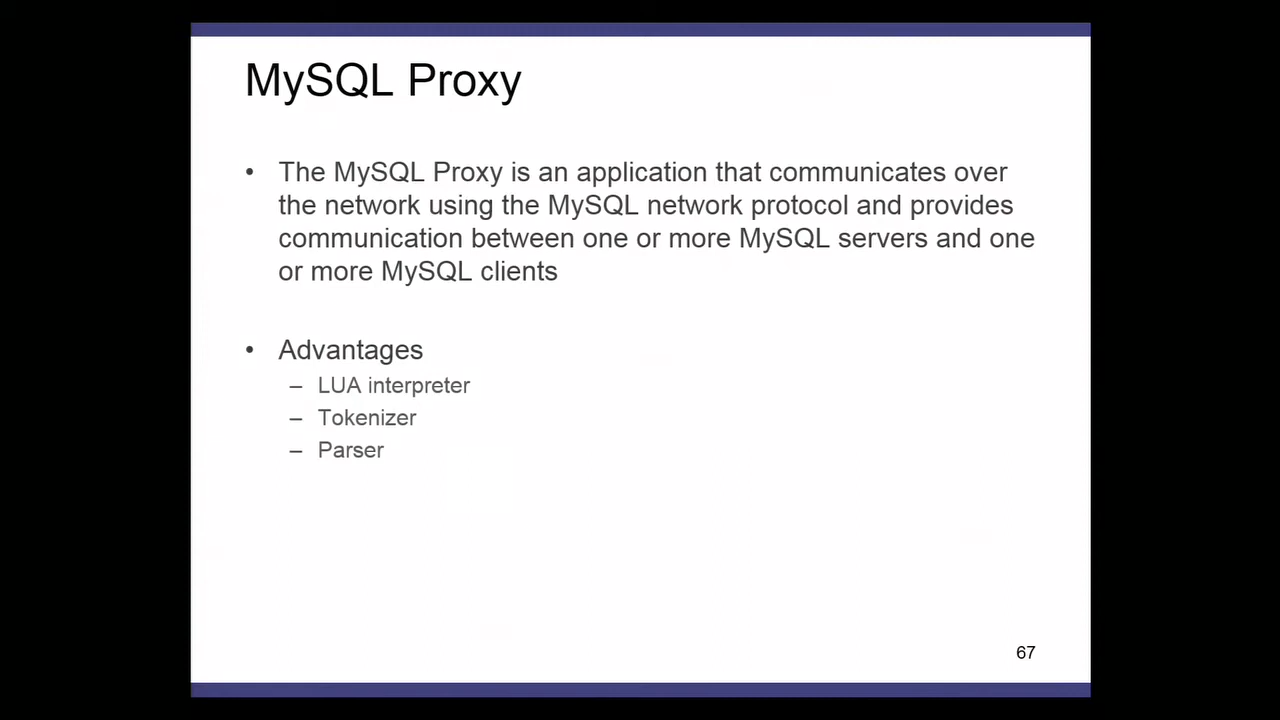 MySQL Proxy
• The MySQL Proxy is an application that communicates over
the network using the MySQL network protocol and provides
communication between one or more MySQL servers and one
or more MySQL clients
• Advantages
– LUA interpreter
– Tokenizer
– Parser
67